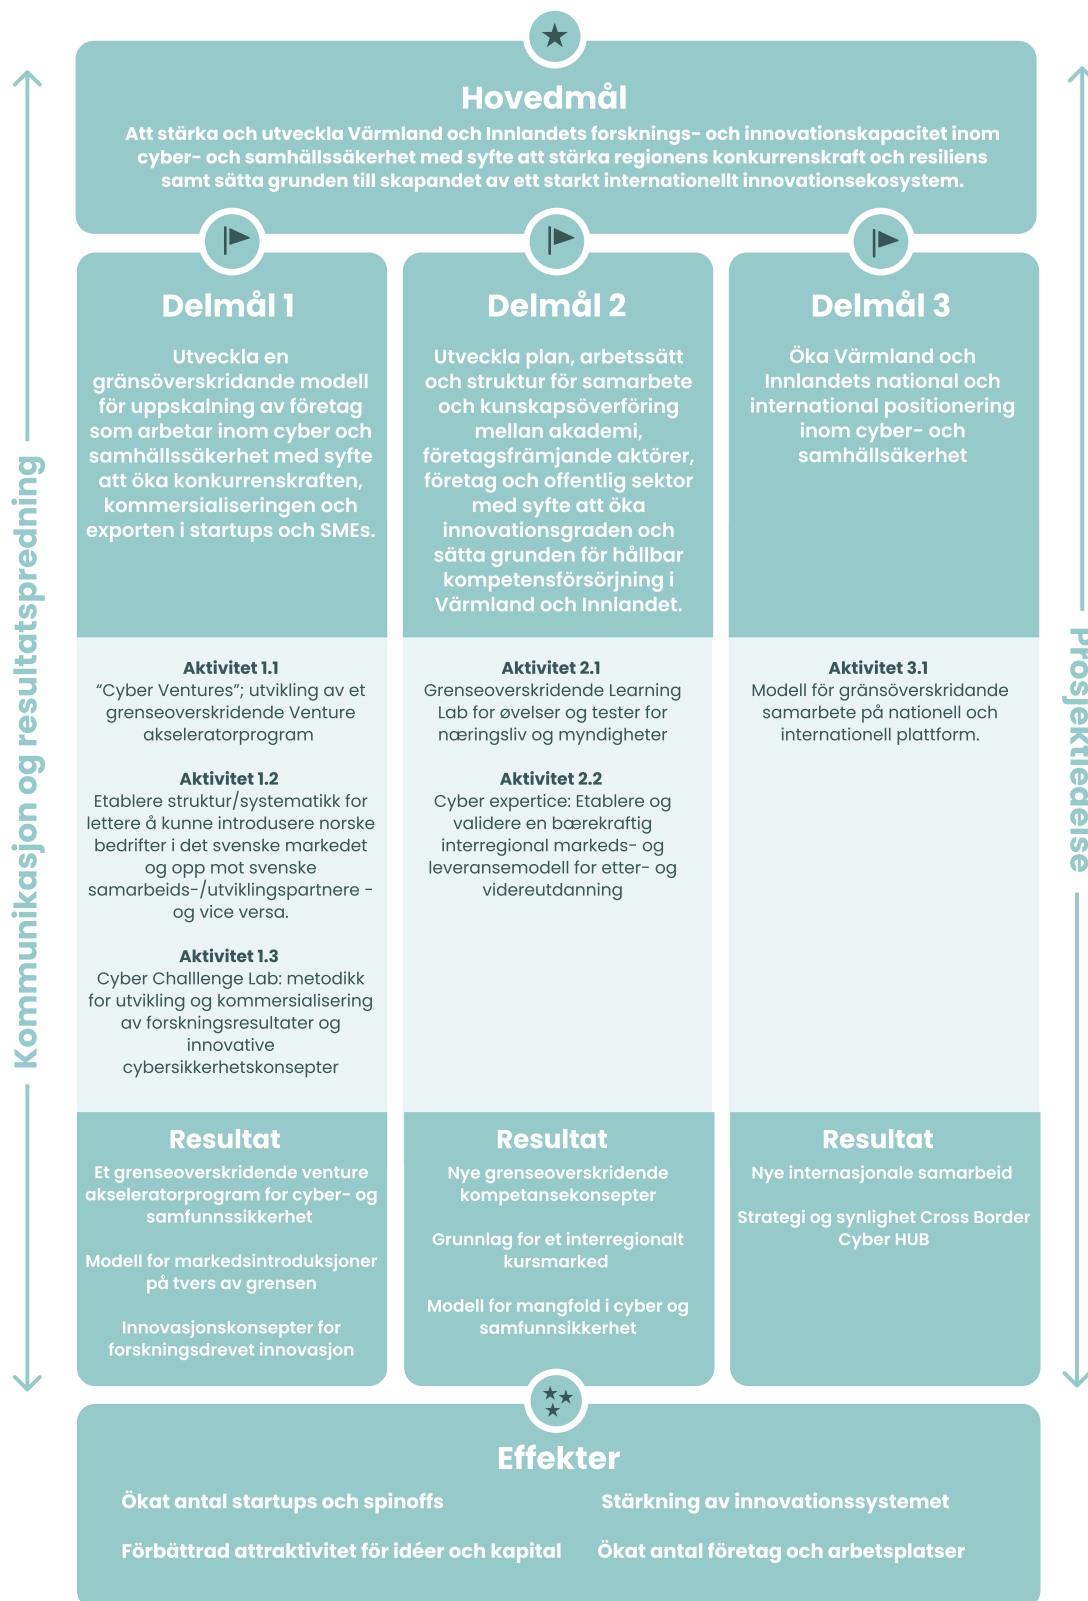 Hovedmål
Att stärka och utveckla Värmland och Innlandets forsknings- och innovationskapacitet inom
cyber- och samhällssäkerhet med syfte att stärka regionens konkurrenskraft och resiliens
samt sätta grunden till skapandet av ett starkt internationellt innovationsekosystem.
Kommunikasjon og resultatspredning
Delmål 1
Utveckla en
gränsöverskridande modell
för uppskalning av företag
som arbetar inom cyber och
samhällssäkerhet med syfte
att öka konkurrenskraften,
kommersialiseringen och
exporten i startups och SMEs.
Aktivitet 1.1
“Cyber Ventures”; utvikling av et
grenseoverskridende Venture
akseleratorprogram
Aktivitet 1.2
Etablere struktur/systematikk for
lettere å kunne introdusere norske
bedrifter i det svenske markedet
og opp mot svenske
samarbeids-/utviklingspartnere -
og vice versa.
Aktivitet 1.3
Cyber Challlenge Lab: metodikk
for utvikling og kommersialisering
av forskningsresultater og
innovative
cybersikkerhetskonsepter
Resultat
Et grenseoverskridende venture
akseleratorprogram for cyber- og
samfunnssikkerhet
Modell for markedsintroduksjoner
på tvers av grensen
Innovasjonskonsepter for
forskningsdrevet innovasjon
Delmål 2
Utveckla plan, arbetssätt
och struktur för samarbete
och kunskapsöverföring
mellan akademi,
företagsfrämjande aktörer,
företag och offentlig sektor
med syfte att öka
innovationsgraden och
sätta grunden för hållbar
kompetensförsörjning i
Värmland och Innlandet.
Aktivitet 2.1
Grenseoverskridende Learning
Lab for øvelser og tester for
næringsliv og myndigheter
Aktivitet 2.2
Cyber expertice: Etablere og
validere en bærekraftig
interregional markeds- og
leveransemodell for etter- og
videreutdanning
Resultat
Nye grenseoverskridende
kompetansekonsepter
Grunnlag for et interregionalt
kursmarked
Modell for mangfold i cyber og
samfunnsikkerhet
Delmål 3
Öka Värmland och
Innlandets national och
international positionering
inom cyber- och
samhällsäkerhet
Aktivitet 3.1
Modell för gränsöverskridande
samarbete på nationell och
internationell plattform.
Resultat
Nye internasjonale samarbeid
Strategi og synlighet Cross Border
Cyber HUB
Prosjektledelse
Effekter
Ökat antal startups och spinoffs
Stärkning av innovationssystemet
Förbättrad attraktivitet för idéer och kapital
Ökat antal företag och arbetsplatser